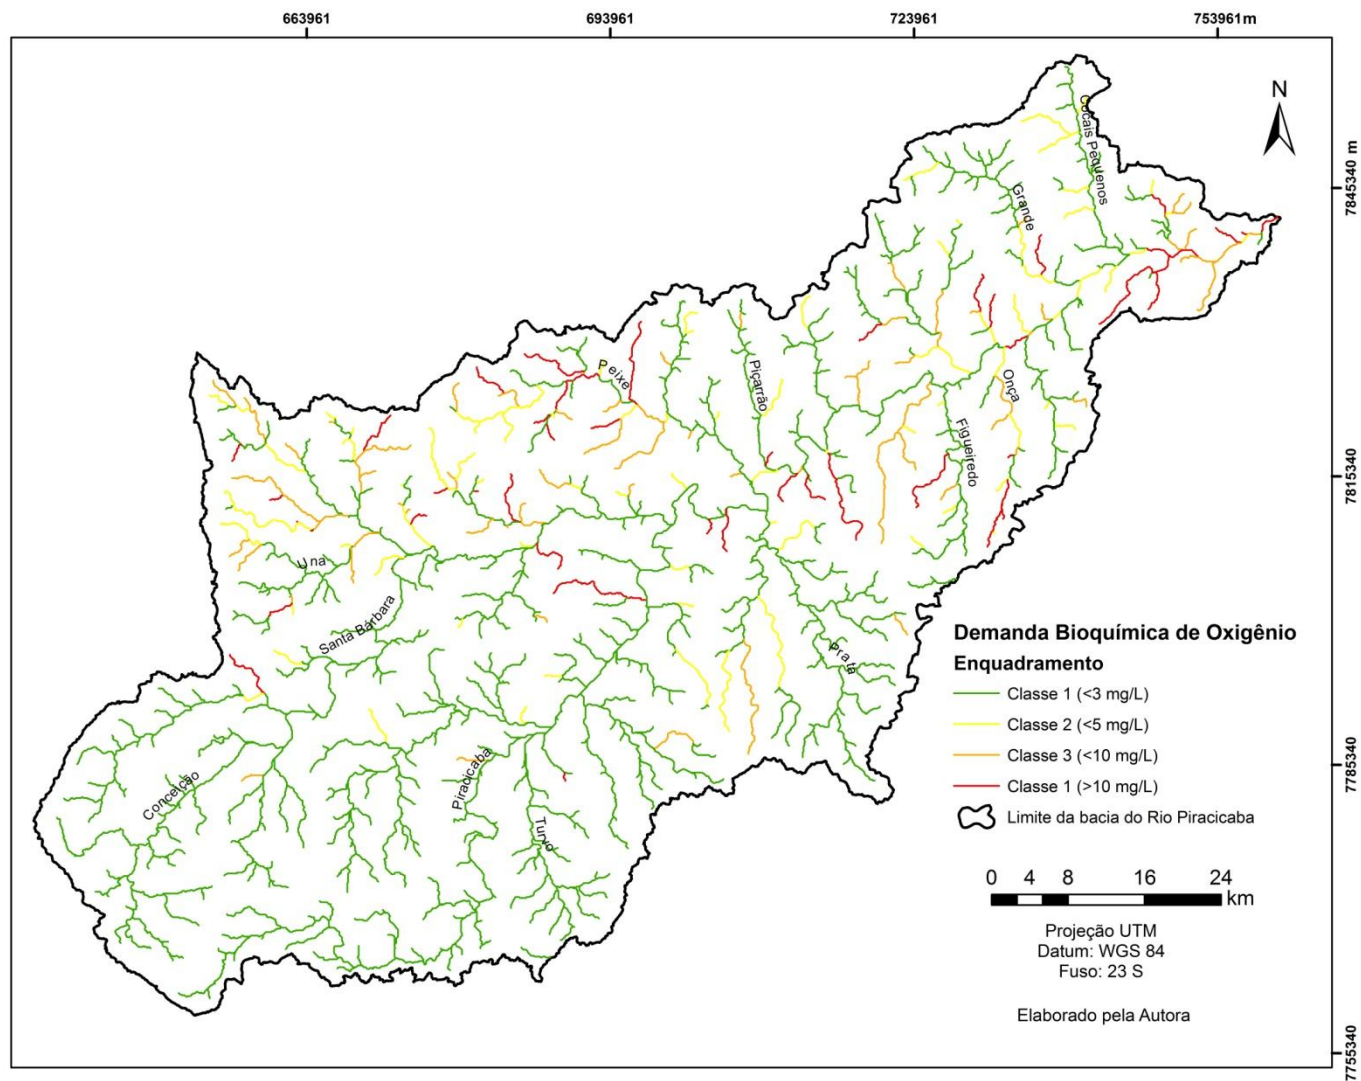 663961
693961
723961
753961 m
N
7845340 m
7815340
7785340
7755340
Cocais Pequenos
Grande
Peixe
Piçarrão
Onça
Figueiredo
Una
Santa Bárbara
Prata
Conceição
Piracicaba
Turvo
Demanda Bioquímica de Oxigênio
Enquadramento
Classe 1 (<3 mg/L)
Classe 2 (<5 mg/L)
Classe 3 (<10 mg/L)
Classe 1 (>10 mg/L)
Limite da bacia do Rio Piracicaba
0 4 8 16 24
km
Projeção UTM
Datum: WGS 84
Fuso: 23 S
Elaborado pela Autora